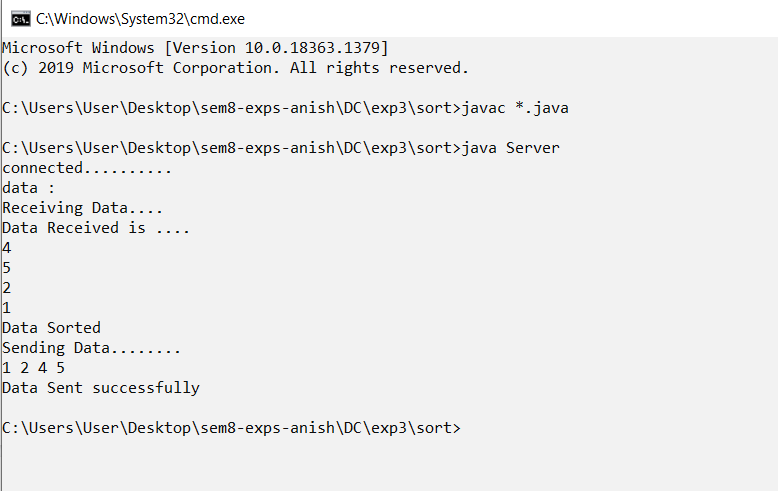 C:\Windows\System32\cmd.exe
Microsoft Windows [Version 10.0.18363.1379]
(c) 2019 Microsoft Corporation. All rights reserved.
C:\Users\User\Desktop\sem8-exps-anish\DC\exp3\sort>javac *.java
C:\Users\User\Desktop\sem8-exps-anish\DC\exp3\sort>java Server
connected..........
data :
Receiving Data....
Data Received is ....
4
5
2
1
Data Sorted
Sending Data........
1 2 4 5
Data Sent successfully
C:\Users\User\Desktop\sem8-exps-anish\DC\exp3\sort>